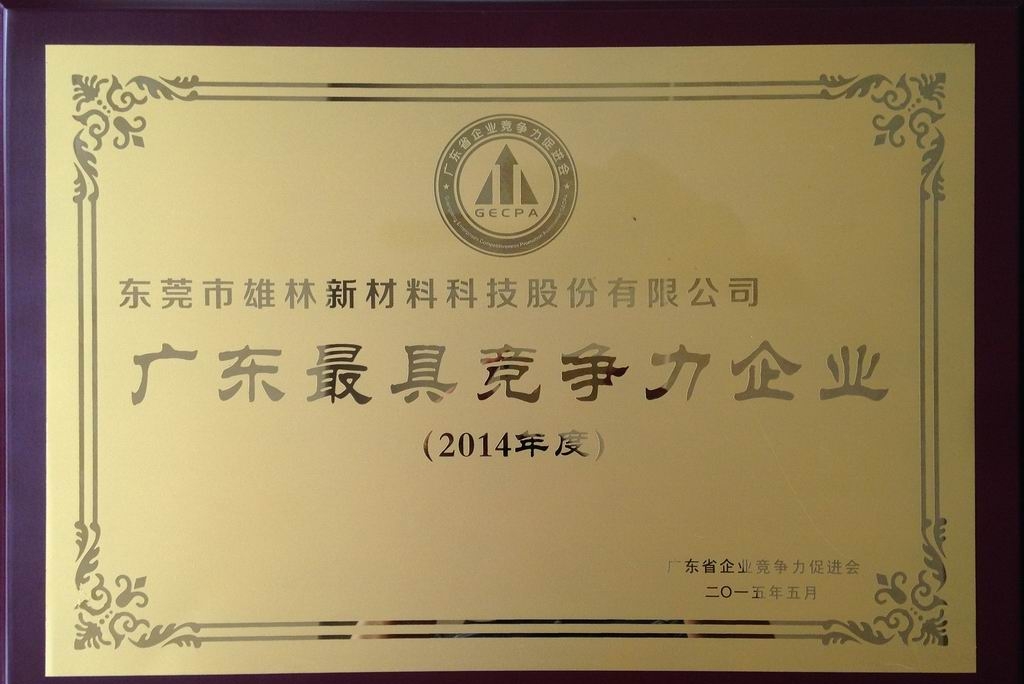 广东省企业竞争力促进会
GECPA
东莞市雄林新材料科技股份有限公司
广东最具竞争力企业
(2014年度)
广东省企业竞争力促进会
二〇一五年五月